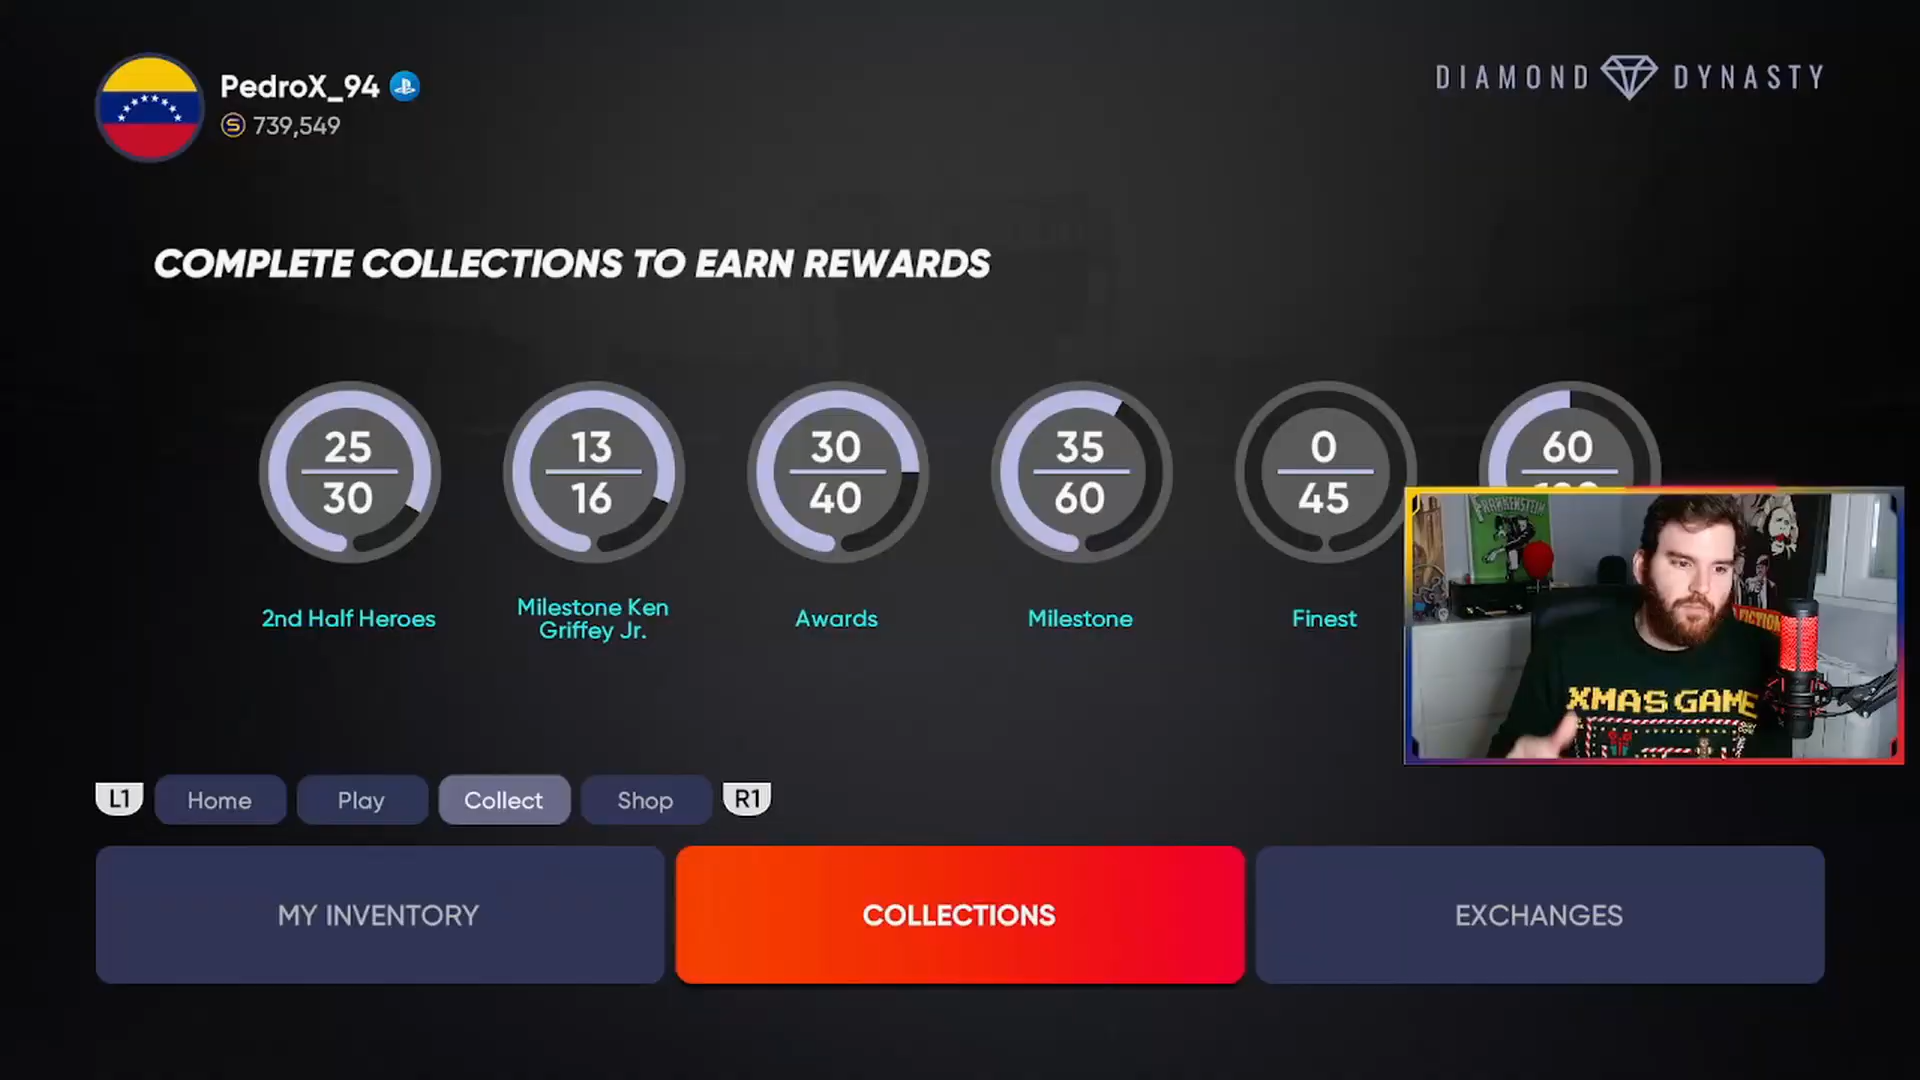 PedroX_94
739,549
DIAMOND DYNASTY
COMPLETE COLLECTIONS TO EARN REWARDS
25
30
2nd Half Heroes
13
16
Milestone Ken
Griffey Jr.
30
40
Awards
35
60
Milestone
0
45
Finest
60
FRANKENSTEIN
FICTION
XMAS GAME
L1
Home
Play
Collect
Shop
R1
MY INVENTORY
COLLECTIONS
EXCHANGES